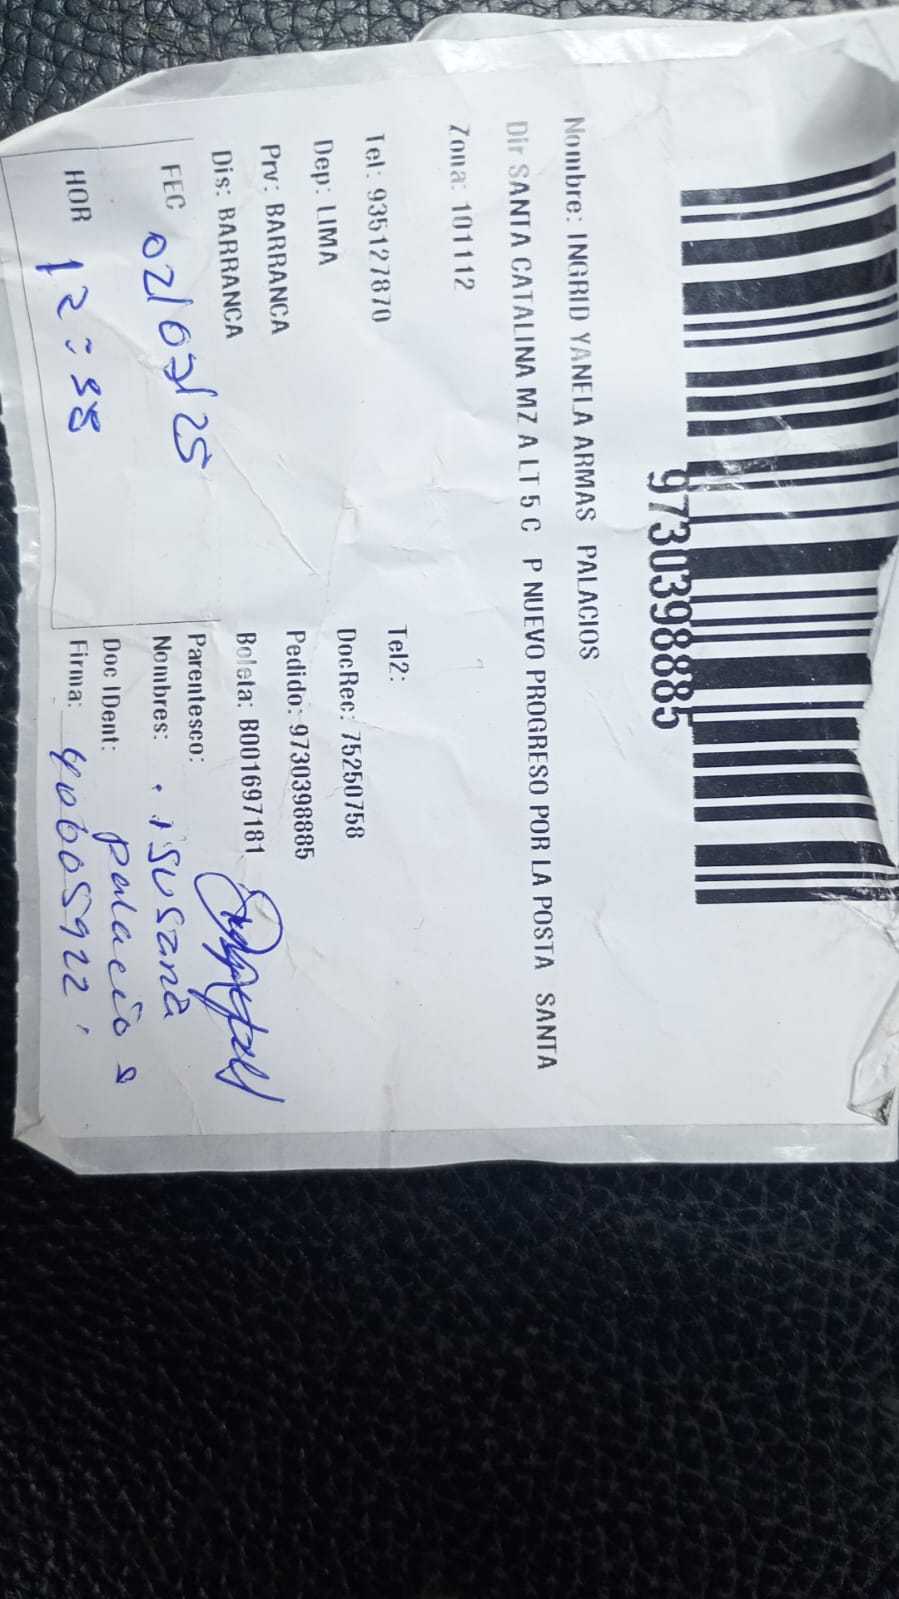 9730398885
Nombre: INGRID YANELA ARMAS PALACIOS
Dir SANTA CATALINA MZ A LT 5 C P NUEVO PROGRESO POR LA POSTA SANTA
Zona: 101112
Tel: 935127870
Tel2:
Dep: LIMA
DocRec: 75250758
Prv: BARRANCA
Pedido: 9730398885
Dis: BARRANCA
Boleta: B001697181
FEC 02/07/25
Parentesco:
Nombres: Susana
HOR 12:38
Doc IDent: palacios
Firma: 40605922